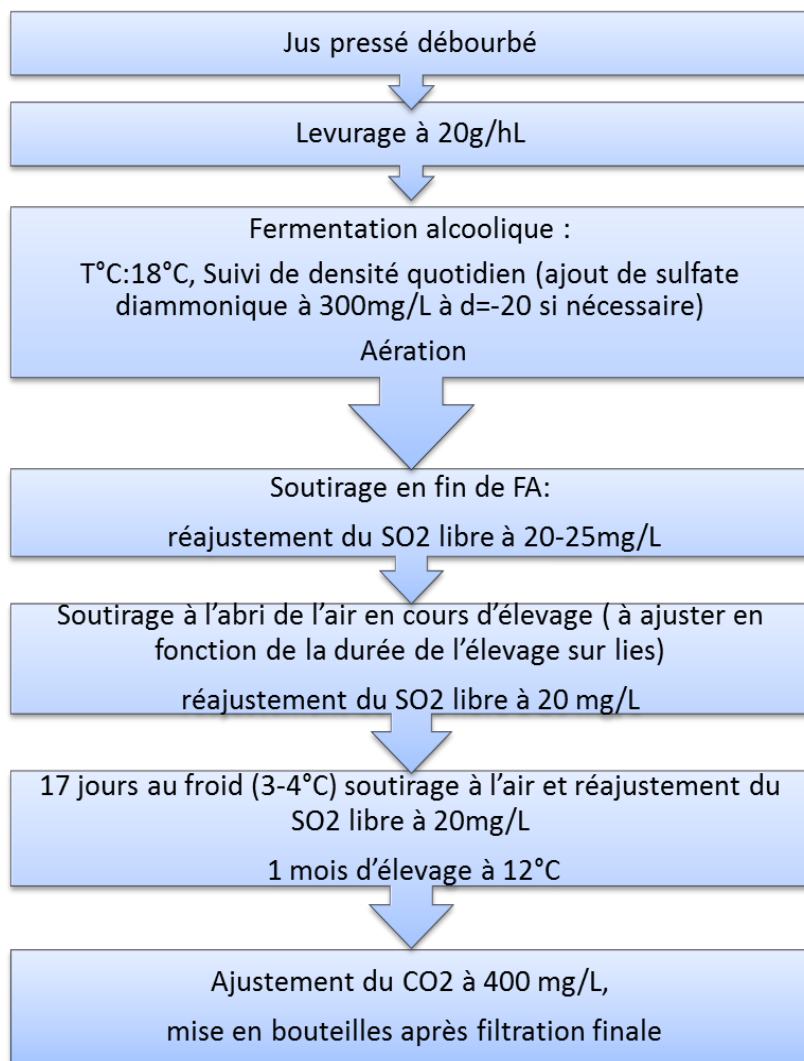 Jus pressé débourbé
Levurage à 20g/hL
Fermentation alcoolique :
T°C:18°C, Suivi de densité quotidien (ajout de sulfate
diammonique à 300mg/L à d=-20 si nécessaire)
Aération
Soutirage en fin de FA:
réajustement du SO2 libre à 20-25mg/L
Soutirage à l'abri de l'air en cours d'élevage ( à ajuster en
fonction de la durée de l'élevage sur lies)
réajustement du SO2 libre à 20 mg/L
17 jours au froid (3-4°C) soutirage à l'air et réajustement du
SO2 libre à 20mg/L
1 mois d'élevage à 12°C
Ajustement du CO2 à 400 mg/L,
mise en bouteilles après filtration finale